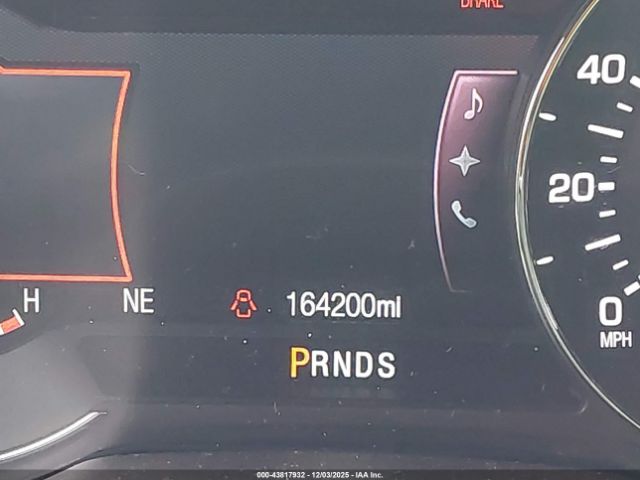 BRAKE
40
20
H NE 164200mi 0
MPH
PRNDS
000-43817932 - 12/03/2025 - IAA Inc.